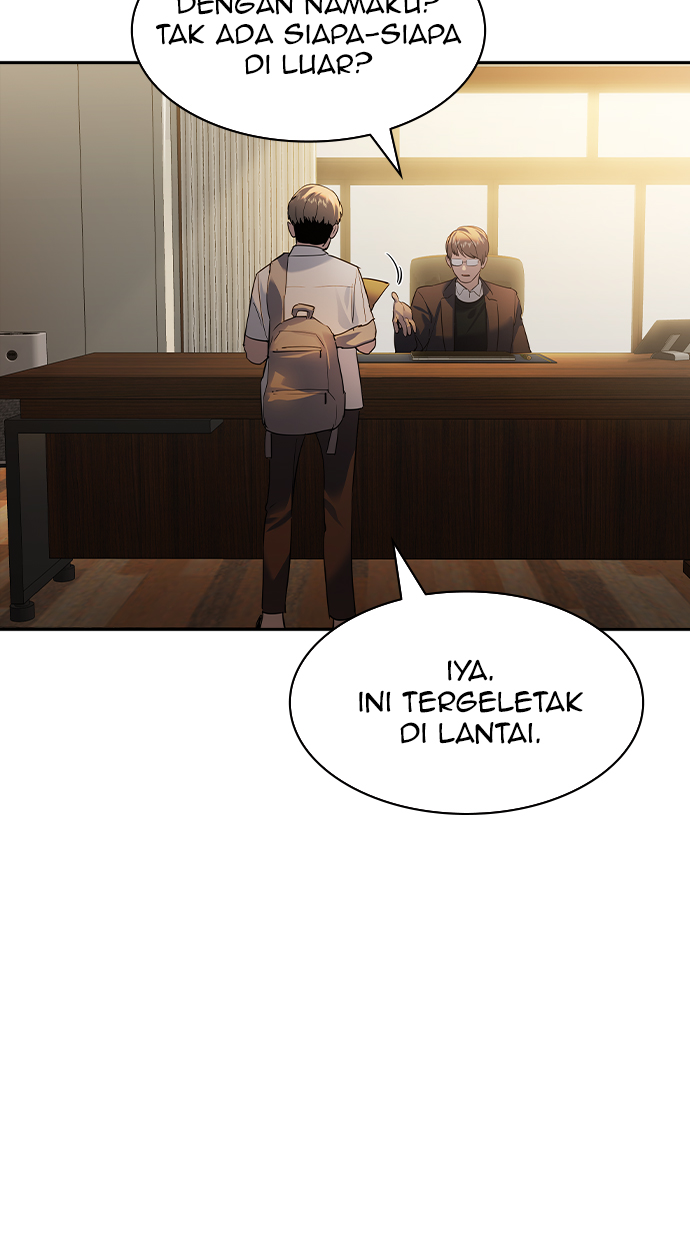 DENGAN NAMAKU?
TAK ADA SIAPA-SIAPA
DI LUAR?
IYA.
INI TERGELETAK
DI LANTAI.